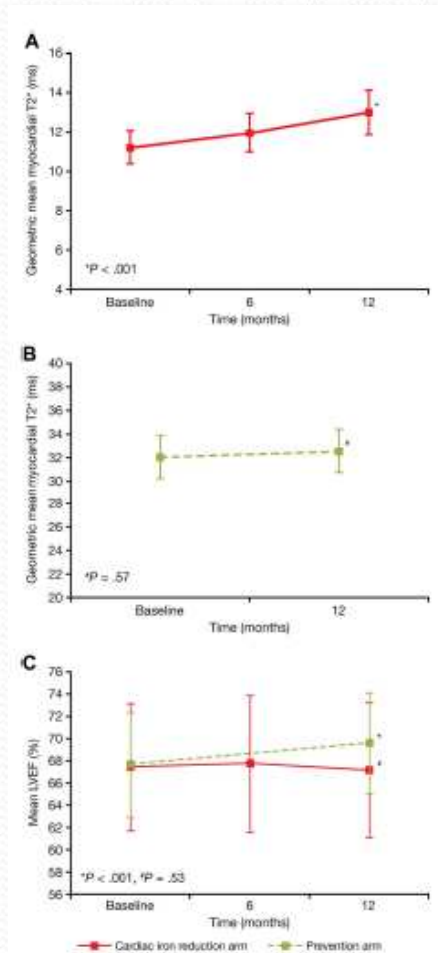 A
Geometric mean myocardial T2* (ms)
16
14
12
10
8
6
4
*
*P < .001
Baseline
6
12
Time (months)
B
Geometric mean myocardial T2* (ms)
40
38
36
34
32
30
28
26
24
22
20
#
#P = .57
Baseline
12
Time (months)
C
Mean LVEF (%)
76
74
72
70
68
66
64
62
60
58
56
*
#
*P < .001, #P = .53
Baseline
6
12
Time (months)
Cardiac iron reduction arm
Prevention arm